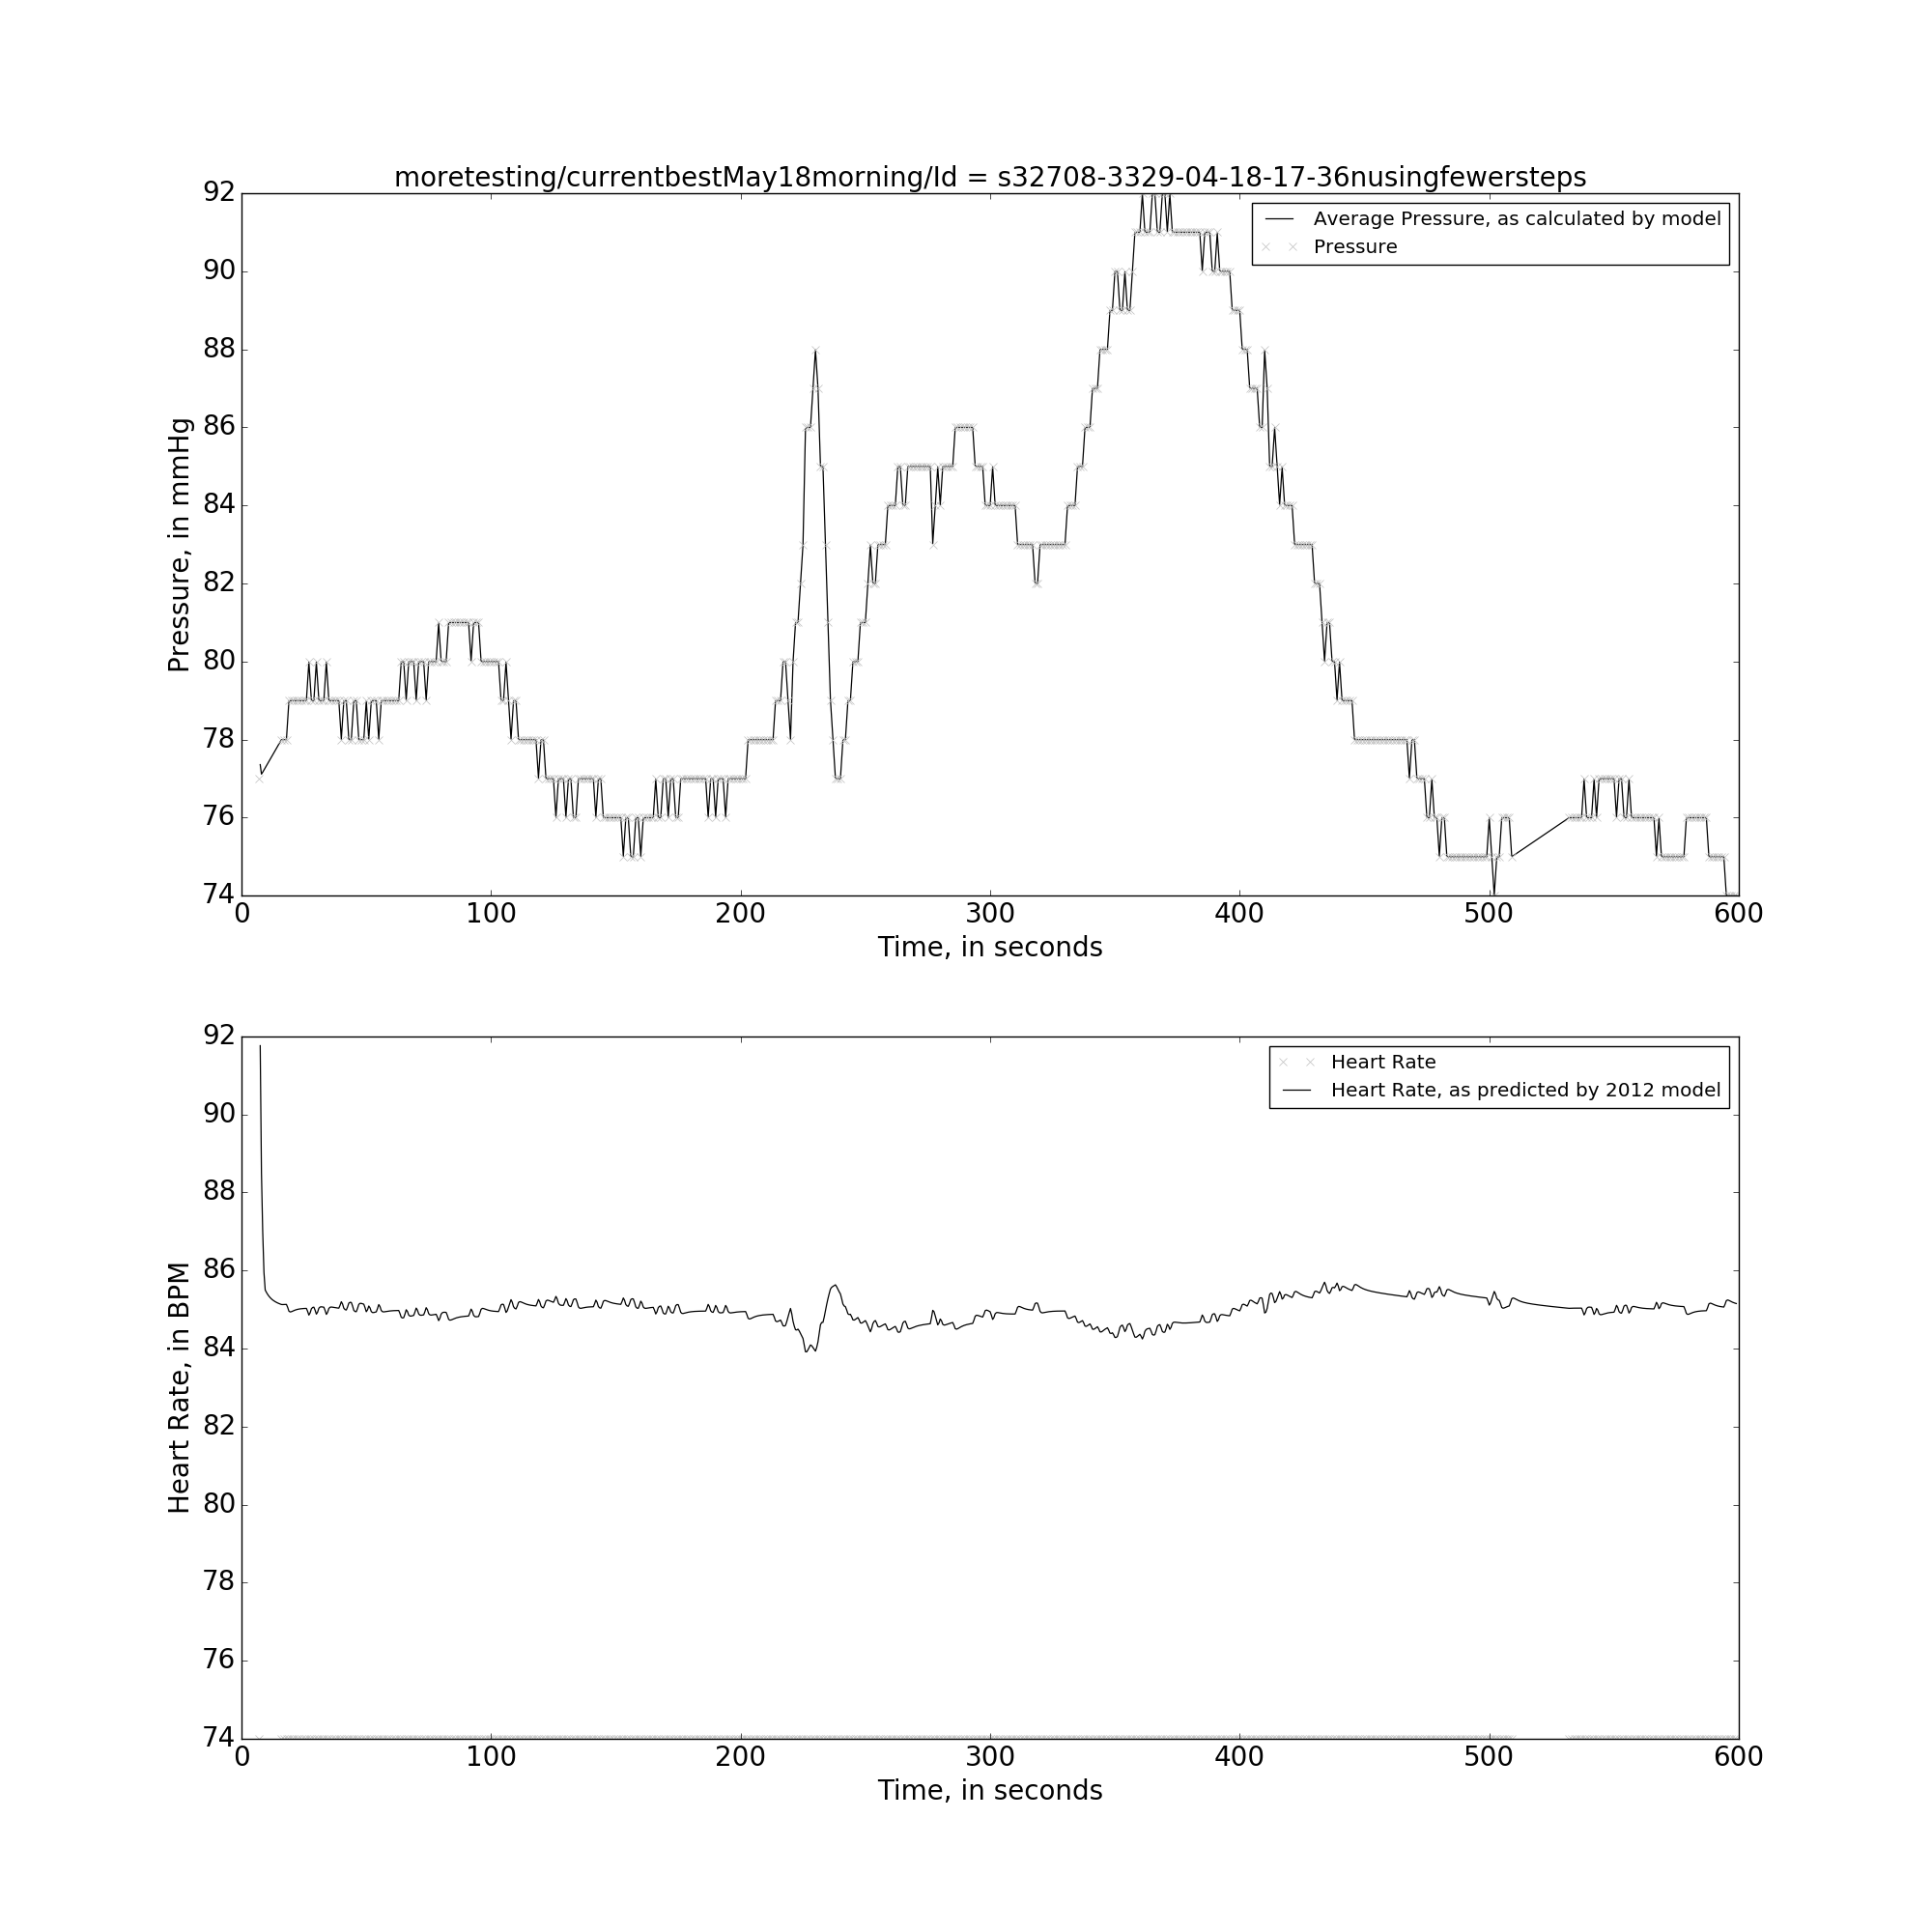 moretesting/currentbestMay18morning/Id = s32708-3329-04-18-17-36nusingfewersteps
Average Pressure, as calculated by model
Pressure
Pressure, in mmHg
92
90
88
86
84
82
80
78
76
74
0 100 200 300 400 500 600
Time, in seconds
Heart Rate
Heart Rate, as predicted by 2012 model
Heart Rate, in BPM
92
90
88
86
84
82
80
78
76
74
0 100 200 300 400 500 600
Time, in seconds